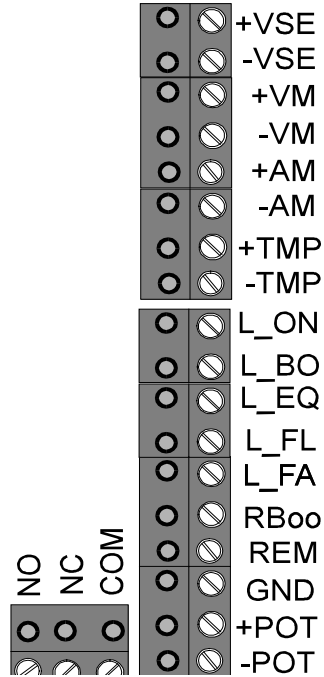 +VSE
-VSE
+VM
-VM
+AM
-AM
+TMP
-TMP
L_ON
L_BO
L_EQ
L_FL
L_FA
RBoo
REM
GND
+POT
-POT
NO
NC
COM